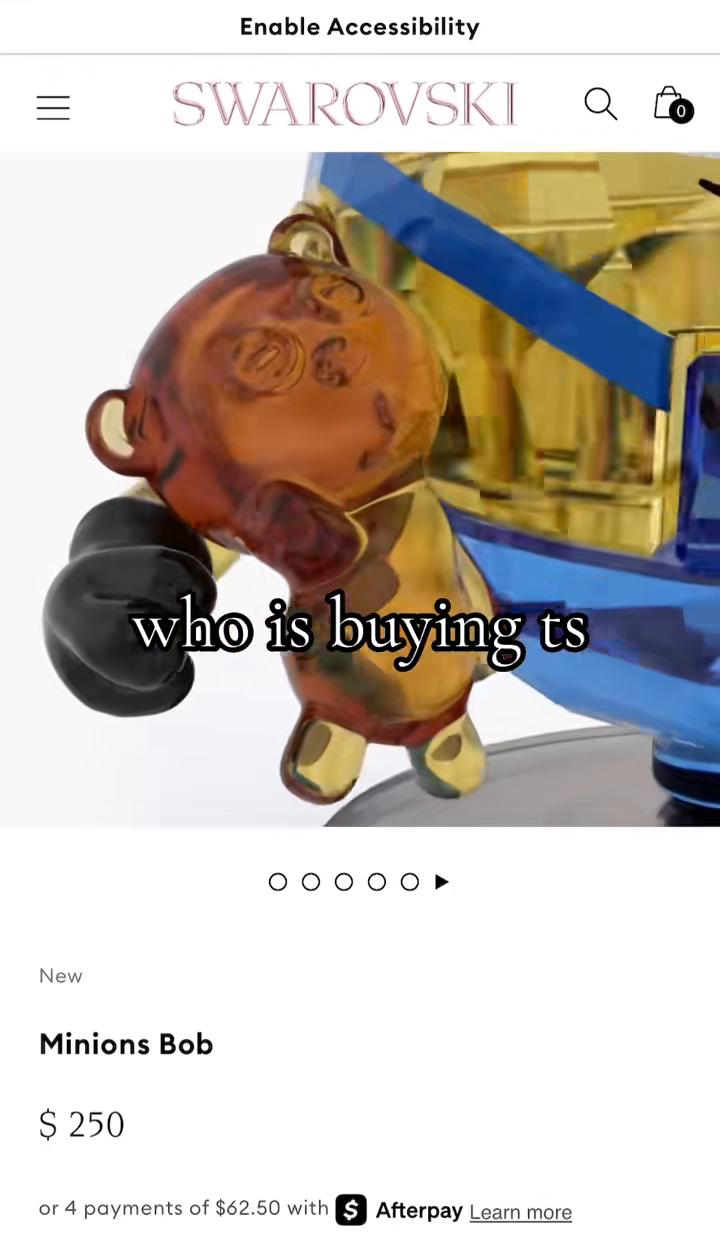 Enable Accessibility
SWAROVSKI
0
who is buying ts
New
Minions Bob
$ 250
or 4 payments of $62.50 with $ Afterpay Learn more